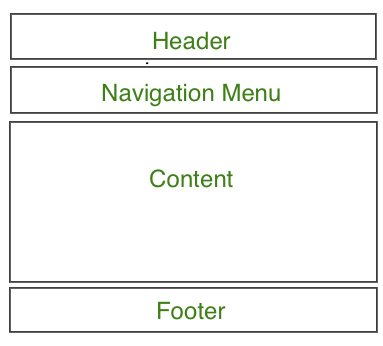 Header
Navigation Menu
Content
Footer